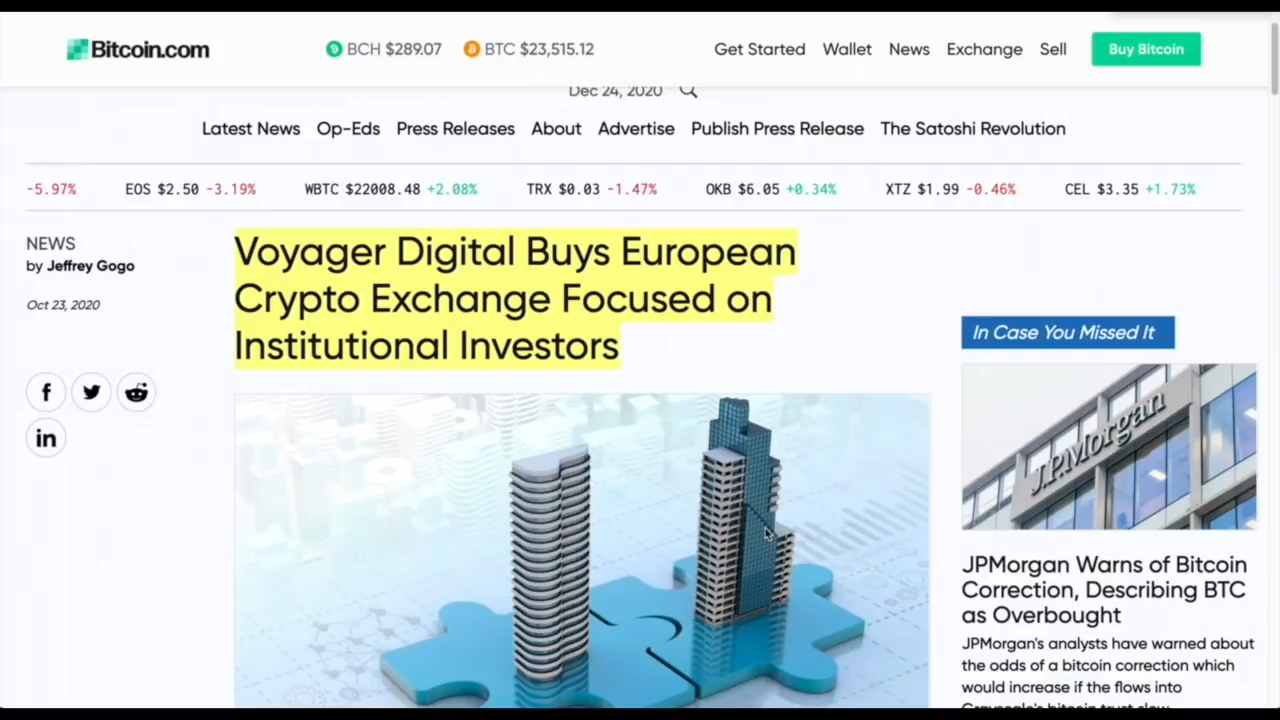 Bitcoin.com
BCH $289.07
BTC $23,515.12
Get Started Wallet News Exchange Sell Buy Bitcoin
Dec 24, 2020
Latest News Op-Eds Press Releases About Advertise Publish Press Release The Satoshi Revolution
-5.97% EOS $2.50 -3.19% WBTC $22008.48 +2.08% TRX $0.03 -1.47% OKB $6.05 +0.34% XTZ $1.99 -0.46% CEL $3.35 +1.73%
NEWS
by Jeffrey Gogo
Oct 23, 2020
Voyager Digital Buys European
Crypto Exchange Focused on
Institutional Investors
In Case You Missed It
J.P.Morgan
JPMorgan Warns of Bitcoin
Correction, Describing BTC
as Overbought
JPMorgan's analysts have warned about
the odds of a bitcoin correction which
would increase if the flows into
Grayscale's bitcoin trust slow